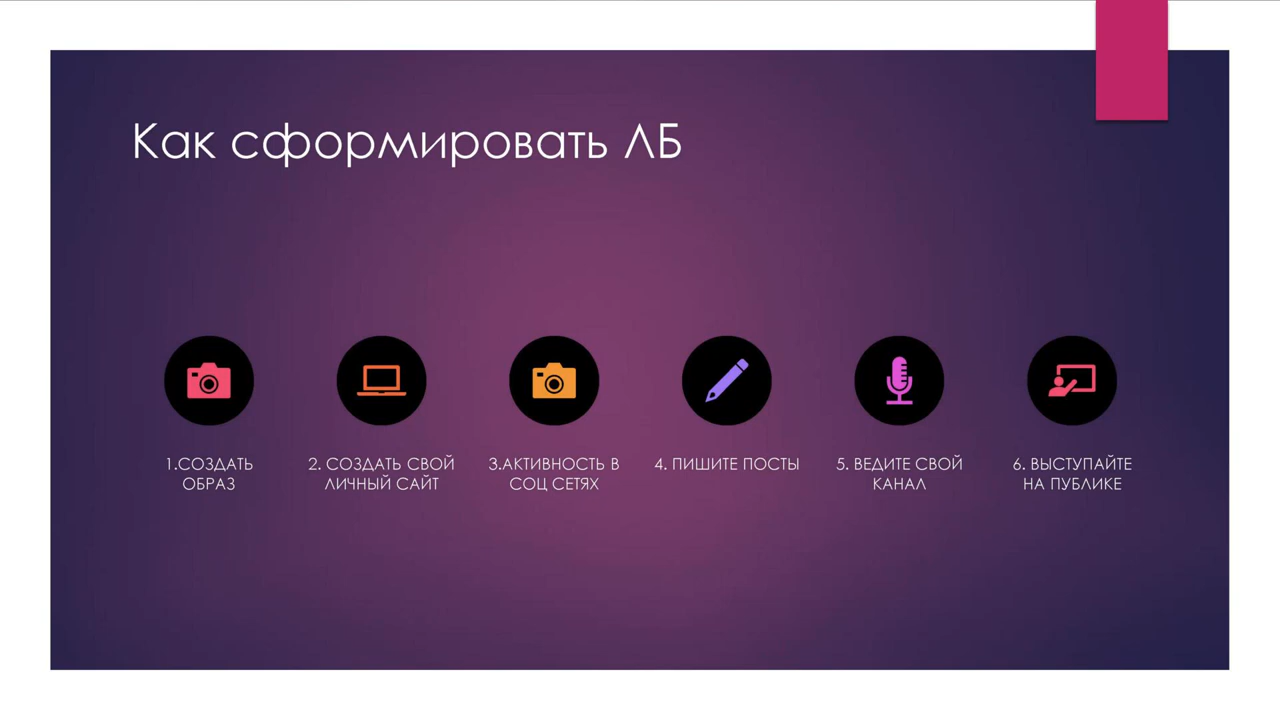 Как сформировать ЛБ
1.СОЗДАТЬ
ОБРАЗ
2. СОЗДАТЬ СВОЙ
ЛИЧНЫЙ САЙТ
3.АКТИВНОСТЬ В
СОЦ СЕТЯХ
4. ПИШИТЕ ПОСТЫ
5. ВЕДИТЕ СВОЙ
КАНАЛ
6. ВЫСТУПАЙТЕ
НА ПУБЛИКЕ